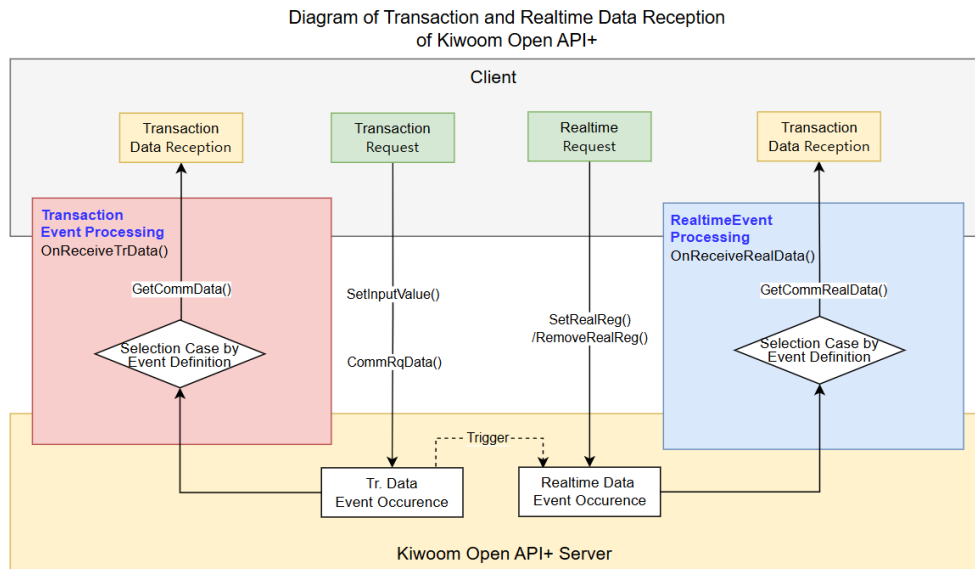 Diagram of Transaction and Realtime Data Reception
of Kiwoom Open API+
Client
Transaction
Data Reception
Transaction
Request
Realtime
Request
Transaction
Data Reception
Transaction
Event Processing
OnReceiveTrData()
GetCommData()
Selection Case by
Event Definition
SetInputValue()
CommRqData()
SetRealReg()
/RemoveRealReg()
RealtimeEvent
Processing
OnReceiveRealData()
GetCommRealData()
Selection Case by
Event Definition
Trigger
Tr. Data
Event Occurence
Realtime Data
Event Occurence
Kiwoom Open API+ Server